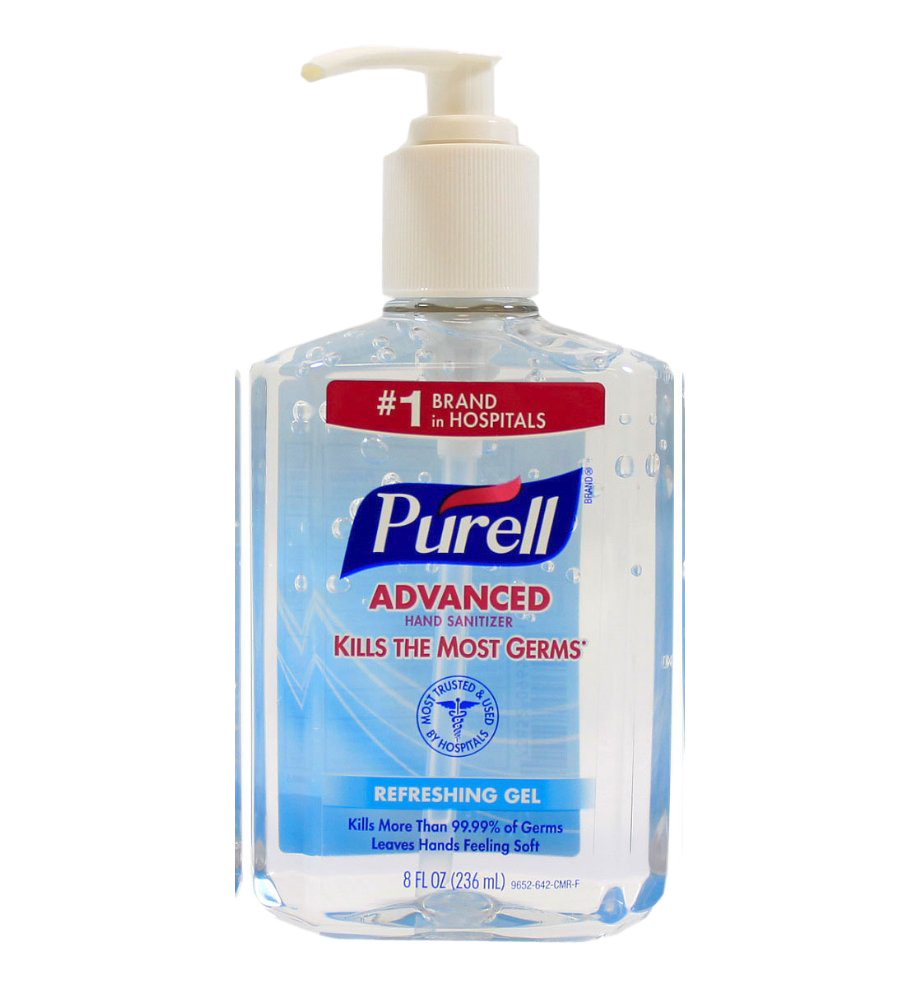 #1 BRAND
in HOSPITALS
Purell
BRAND®
ADVANCED
HAND SANITIZER
KILLS THE MOST GERMS*
MOST TRUSTED & USED
BY HOSPITALS
REFRESHING GEL
Kills More Than 99.99% of Germs
Leaves Hands Feeling Soft
8 FL OZ (236 mL) 9652-642-CMR-F